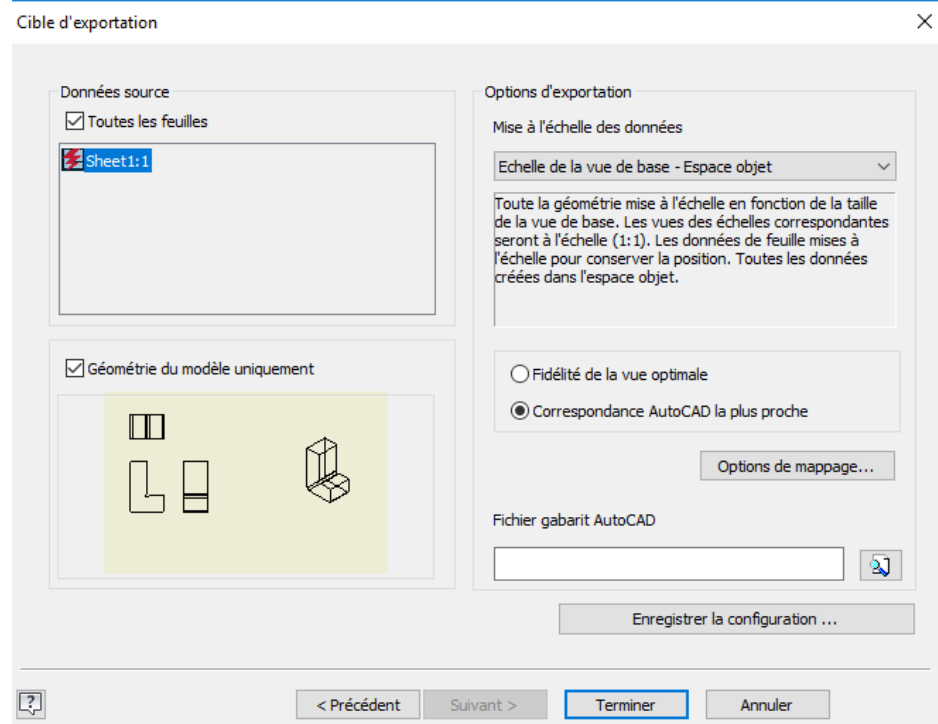 Cible d'exportation
Données source
Toutes les feuilles
Sheet1:1
Géométrie du modèle uniquement
Options d'exportation
Mise à l'échelle des données
Echelle de la vue de base - Espace objet
Toute la géométrie mise à l'échelle en fonction de la taille
de la vue de base. Les vues des échelles correspondantes
seront à l'échelle (1:1). Les données de feuille mises à
l'échelle pour conserver la position. Toutes les données
créées dans l'espace objet.
Fidélité de la vue optimale
Correspondance AutoCAD la plus proche
Options de mappage...
Fichier gabarit AutoCAD
Enregistrer la configuration ...
< Précédent
Suivant >
Terminer
Annuler